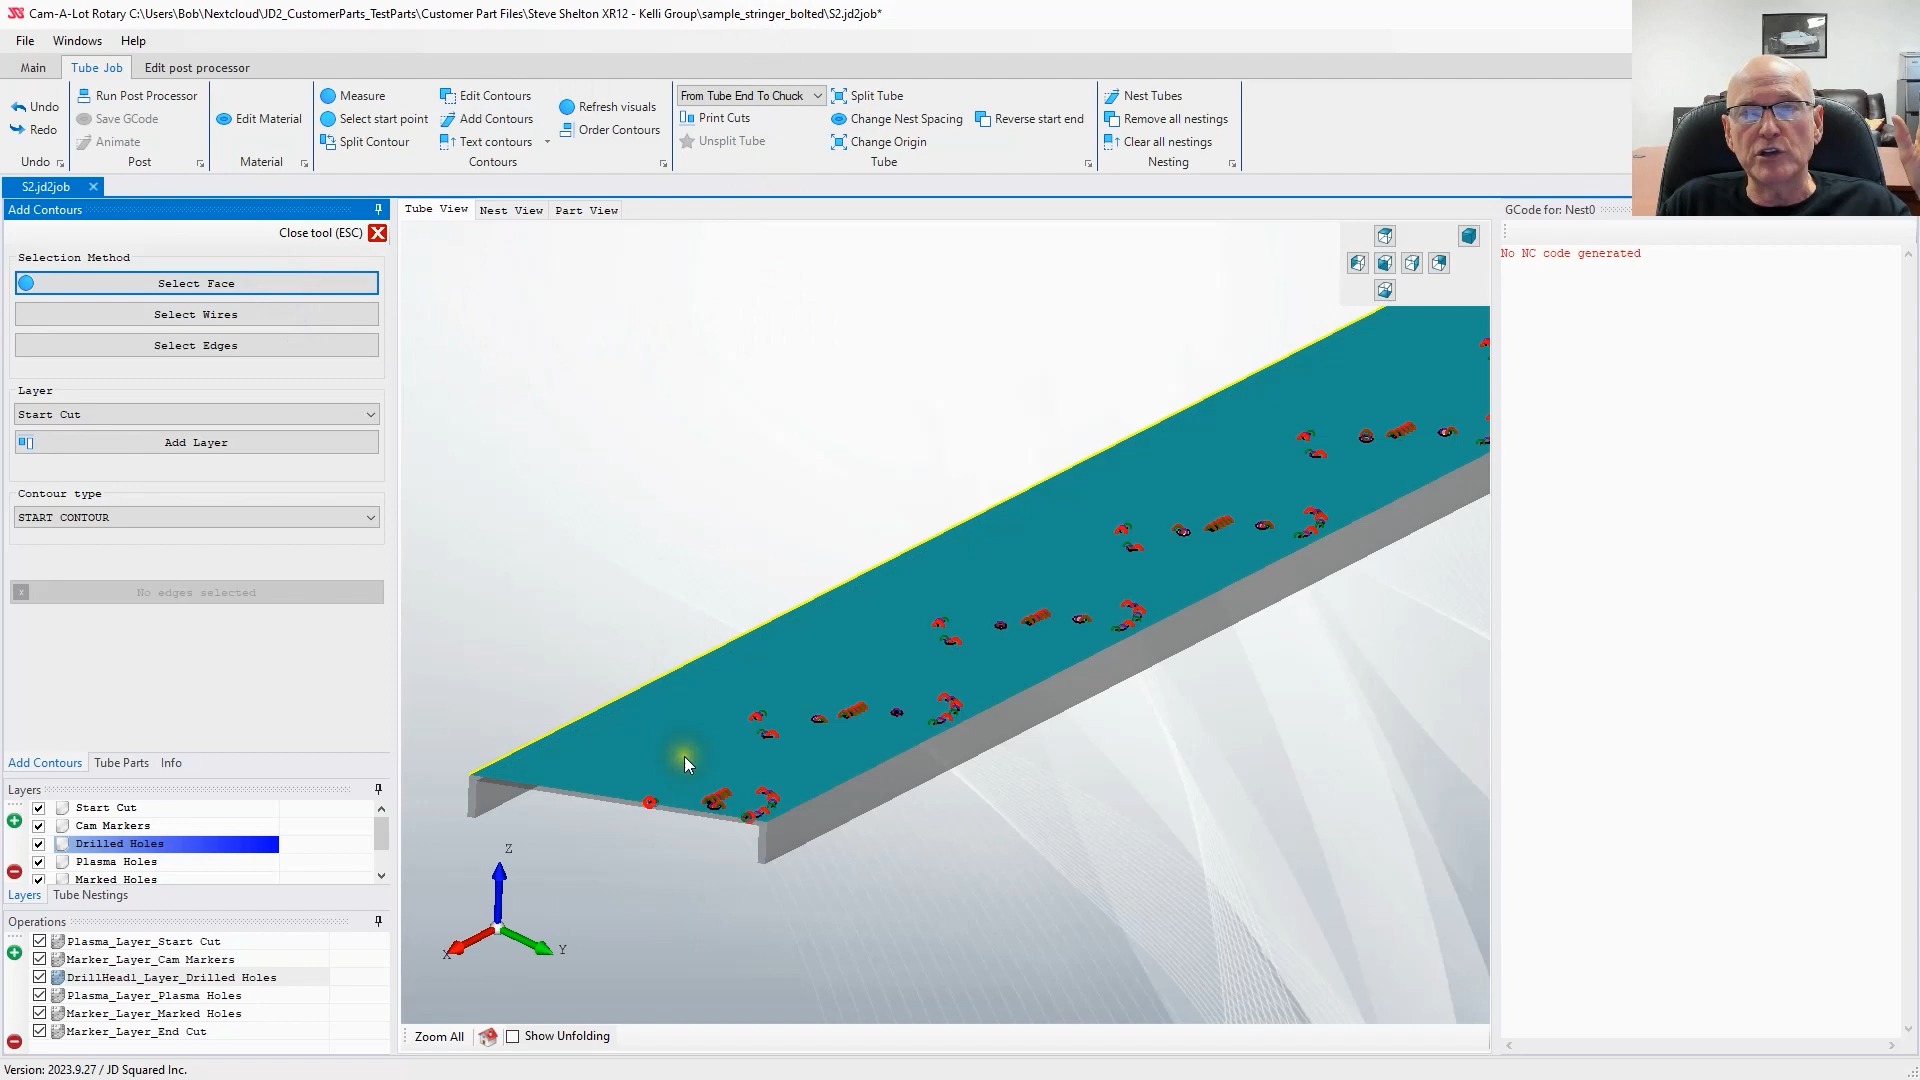 Cam-A-Lot Rotary C:\Users\Bob\Nextcloud\JD2_CustomerParts_TestParts\Customer Part Files\Steve Shelton XR12 - Kelli Group\sample_stringer_bolted\S2.jd2job*
File Windows Help
Main Tube Job Edit post processor
Undo
Redo
Undo
Run Post Processor
Save GCode
Animate
Post
Edit Material
Material
Measure
Select start point
Split Contour
Edit Contours
Add Contours
Text contours
Refresh visuals
Order Contours
Contours
From Tube End To Chuck
Print Cuts
Unsplit Tube
Split Tube
Change Nest Spacing
Change Origin
Reverse start end
Tube
Nest Tubes
Remove all nestings
Clear all nestings
Nesting
S2.jd2job
Add Contours
Close tool (ESC)
Selection Method
Select Face
Select Wires
Select Edges
Layer
Start Cut
Add Layer
Contour type
START CONTOUR
No edges selected
Add Contours Tube Parts Info
Layers
Start Cut
Cam Markers
Drilled Holes
Plasma Holes
Marked Holes
Layers Tube Nestings
Operations
Plasma_Layer_Start Cut
Marker_Layer_Cam Markers
DrillHead1_Layer_Drilled Holes
Plasma_Layer_Plasma Holes
Marker_Layer_Marked Holes
Marker_Layer_End Cut
Tube View Nest View Part View
Z
X
Y
Zoom All Show Unfolding
GCode for: Nest0
No NC code generated
Version: 2023.9.27 / JD Squared Inc.